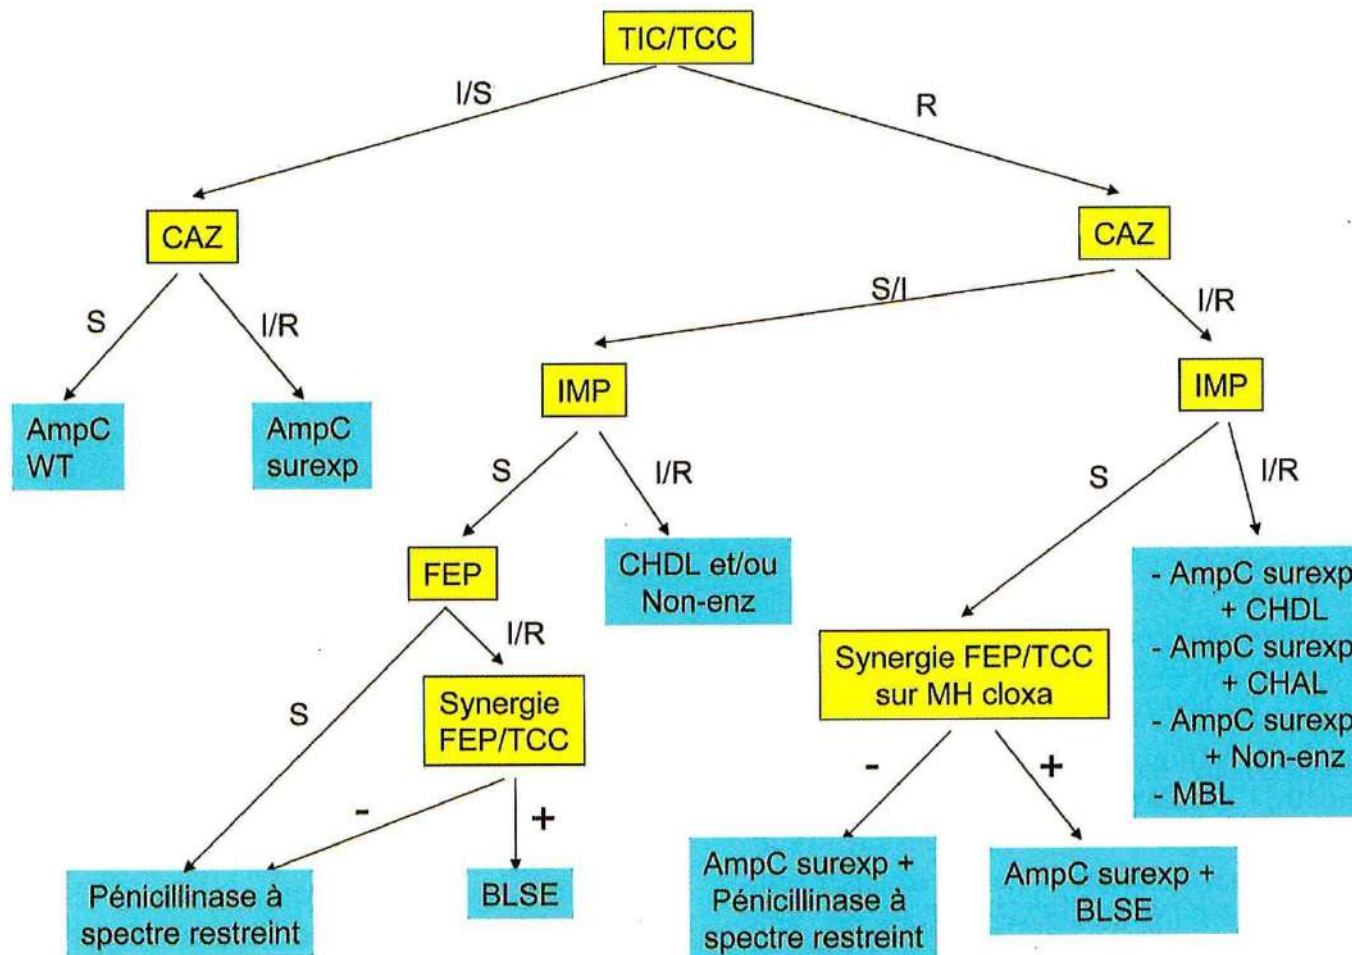 TIC/TCC
I/S
R
CAZ
CAZ
S
I/R
S/I
I/R
AmpC
WT
AmpC
surexp
IMP
IMP
S
I/R
S
I/R
FEP
CHDL et/ou
Non-enz
- AmpC surexp
+ CHDL
- AmpC surexp
+ CHAL
- AmpC surexp
+ Non-enz
- MBL
S
I/R
Synergie
FEP/TCC
Synergie FEP/TCC
sur MH cloxa
-
+
-
+
Pénicillinase à
spectre restreint
BLSE
AmpC surexp +
Pénicillinase à
spectre restreint
AmpC surexp +
BLSE